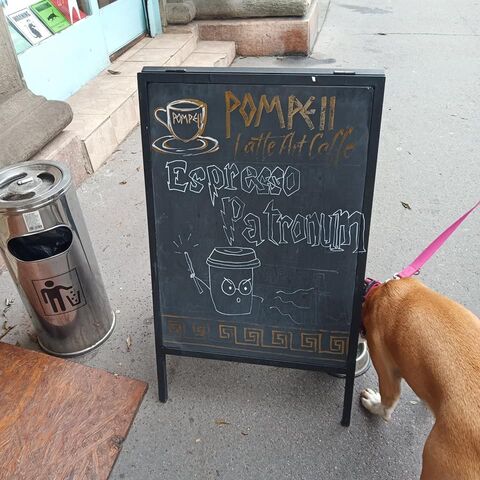 POMPEII
POMPEII
Latte Art Caffe
Espresso
Patronum